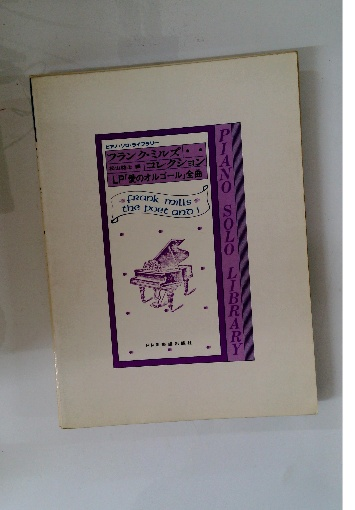 ピアノ・ソロ・ライブラリー
フランク・ミルズ
コレクション
LP「愛のオルゴール」全曲
frank mills
the poet and I
PIANO SOLO LIBRARY